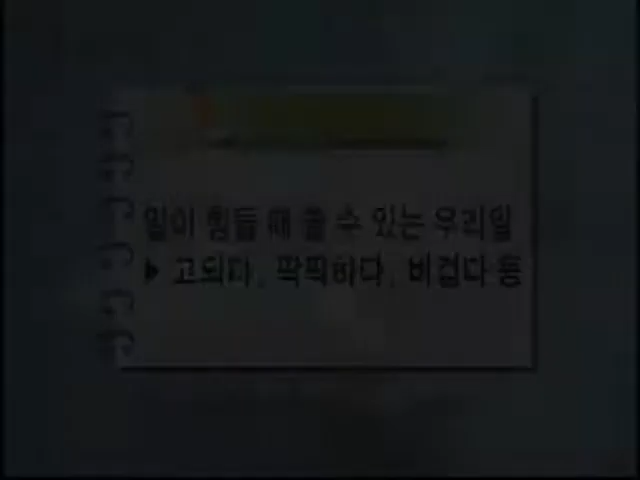 일이 힘들 때 쓸 수 있는 우리말
▶ 고되다, 팍팍하다, 버겁다 등